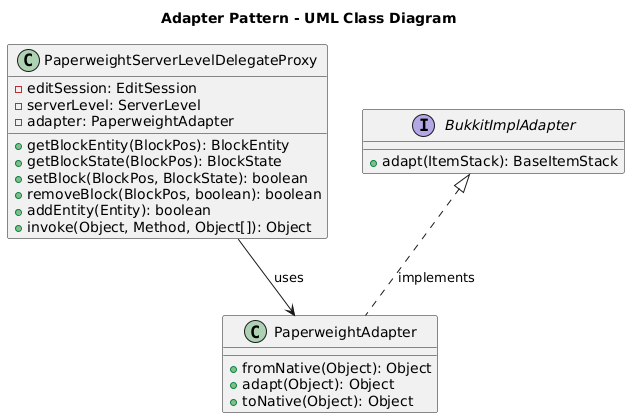 Adapter Pattern - UML Class Diagram
C PaperweightServerLevelDelegateProxy
editSession: EditSession
serverLevel: ServerLevel
adapter: PaperweightAdapter
getBlockEntity(BlockPos): BlockEntity
getBlockState(BlockPos): BlockState
setBlock(BlockPos, BlockState): boolean
removeBlock(BlockPos, boolean): boolean
addEntity(Entity): boolean
invoke(Object, Method, Object[]): Object
I BukkitImplAdapter
adapt(ItemStack): BaseItemStack
uses
implements
C PaperweightAdapter
fromNative(Object): Object
adapt(Object): Object
toNative(Object): Object